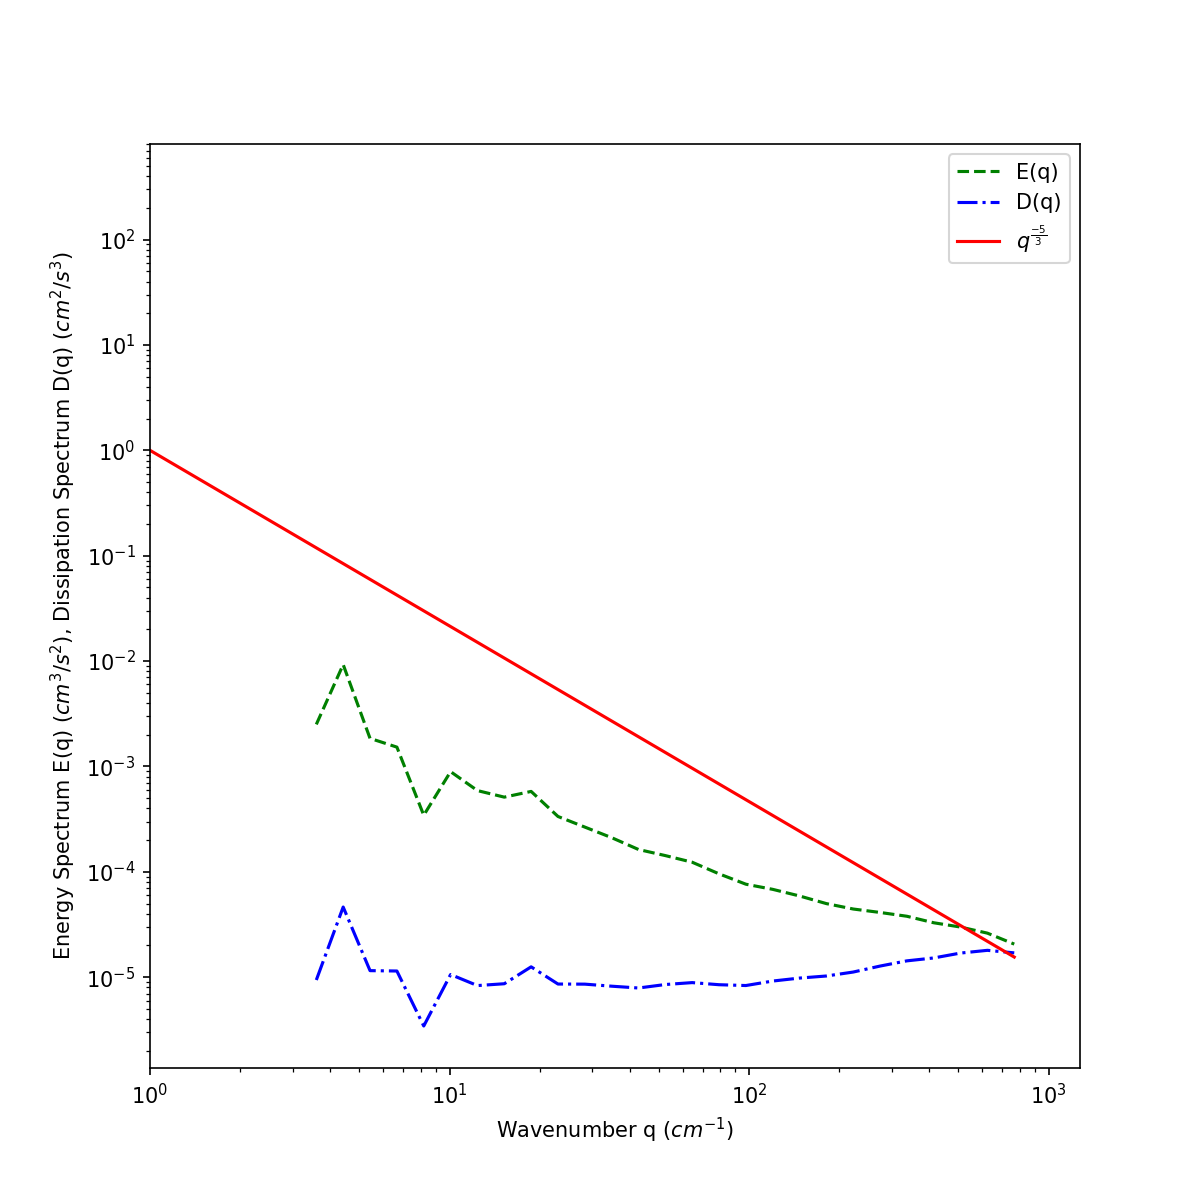 E(q)
D(q)
q^{\frac{-5}{3}}
Energy Spectrum E(q) (cm^3/s^2), Dissipation Spectrum D(q) (cm^2/s^3)
10^2
10^1
10^0
10^{-1}
10^{-2}
10^{-3}
10^{-4}
10^{-5}
10^0 10^1 10^2 10^3
Wavenumber q (cm^{-1})